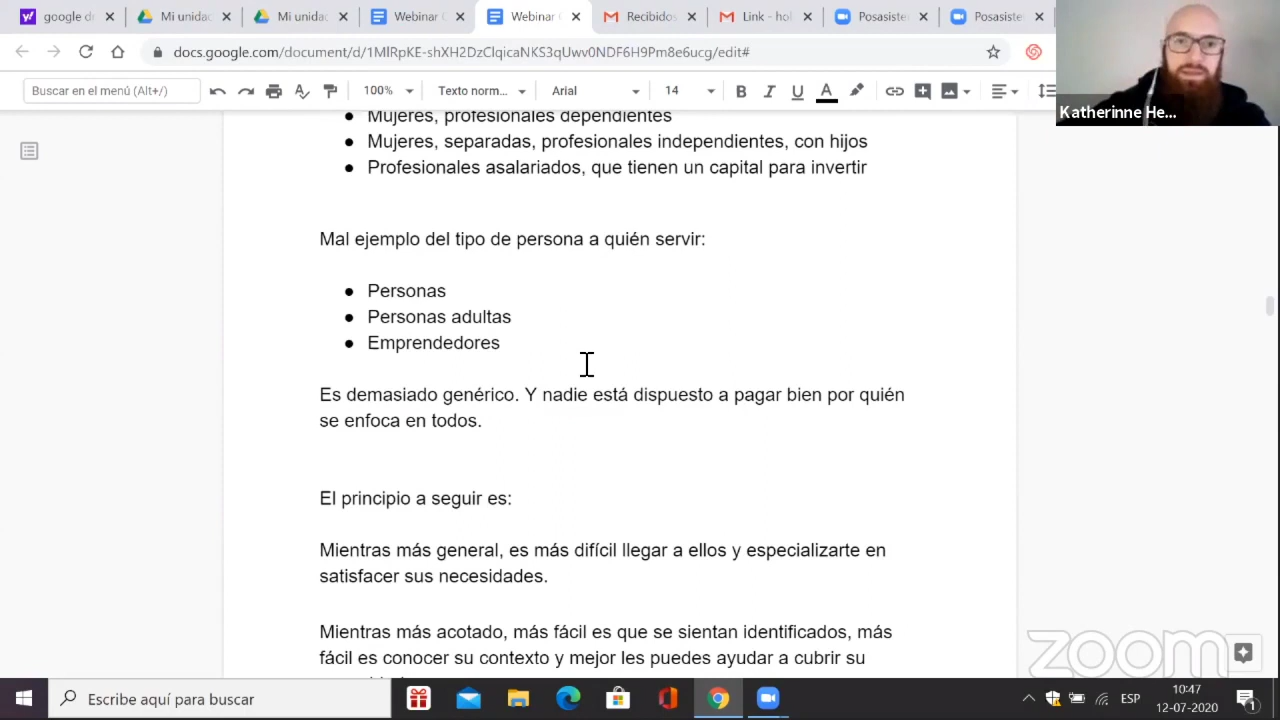 google d
Mi unidac
Mi unidac
Webinar
Webinar
Recibidos
Link - hol
Posasiste
Posasiste
docs.google.com/document/d/1MlRpKE-shXH2DzClqicaNKS3qUwv0NDF6H9Pm8e6ucg/edit#
Buscar en el menú (Alt+/)
100%
Texto norm...
Arial
14
B I U A
Katherinne He...
● Mujeres, profesionales dependientes
● Mujeres, separadas, profesionales independientes, con hijos
● Profesionales asalariados, que tienen un capital para invertir
Mal ejemplo del tipo de persona a quién servir:
● Personas
● Personas adultas
● Emprendedores
Es demasiado genérico. Y nadie está dispuesto a pagar bien por quién
se enfoca en todos.
El principio a seguir es:
Mientras más general, es más difícil llegar a ellos y especializarte en
satisfacer sus necesidades.
Mientras más acotado, más fácil es que se sientan identificados, más
fácil es conocer su contexto y mejor les puedes ayudar a cubrir su
zoom
Escribe aquí para buscar
ESP
10:47
12-07-2020
1